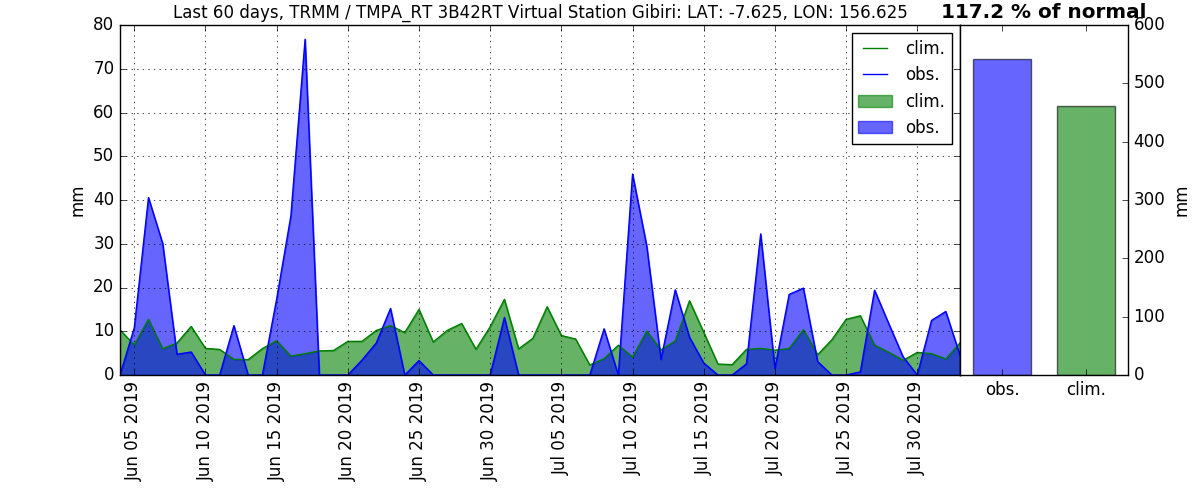 Last 60 days, TRMM / TMPA_RT 3B42RT Virtual Station Gibiri: LAT: -7.625, LON: 156.625
117.2 % of normal
80
70
60
50
40
30
20
10
0
mm
clim.
obs.
clim.
obs.
600
500
400
300
200
100
0
mm
obs.
clim.
Jun 05 2019
Jun 10 2019
Jun 15 2019
Jun 20 2019
Jun 25 2019
Jun 30 2019
Jul 05 2019
Jul 10 2019
Jul 15 2019
Jul 20 2019
Jul 25 2019
Jul 30 2019